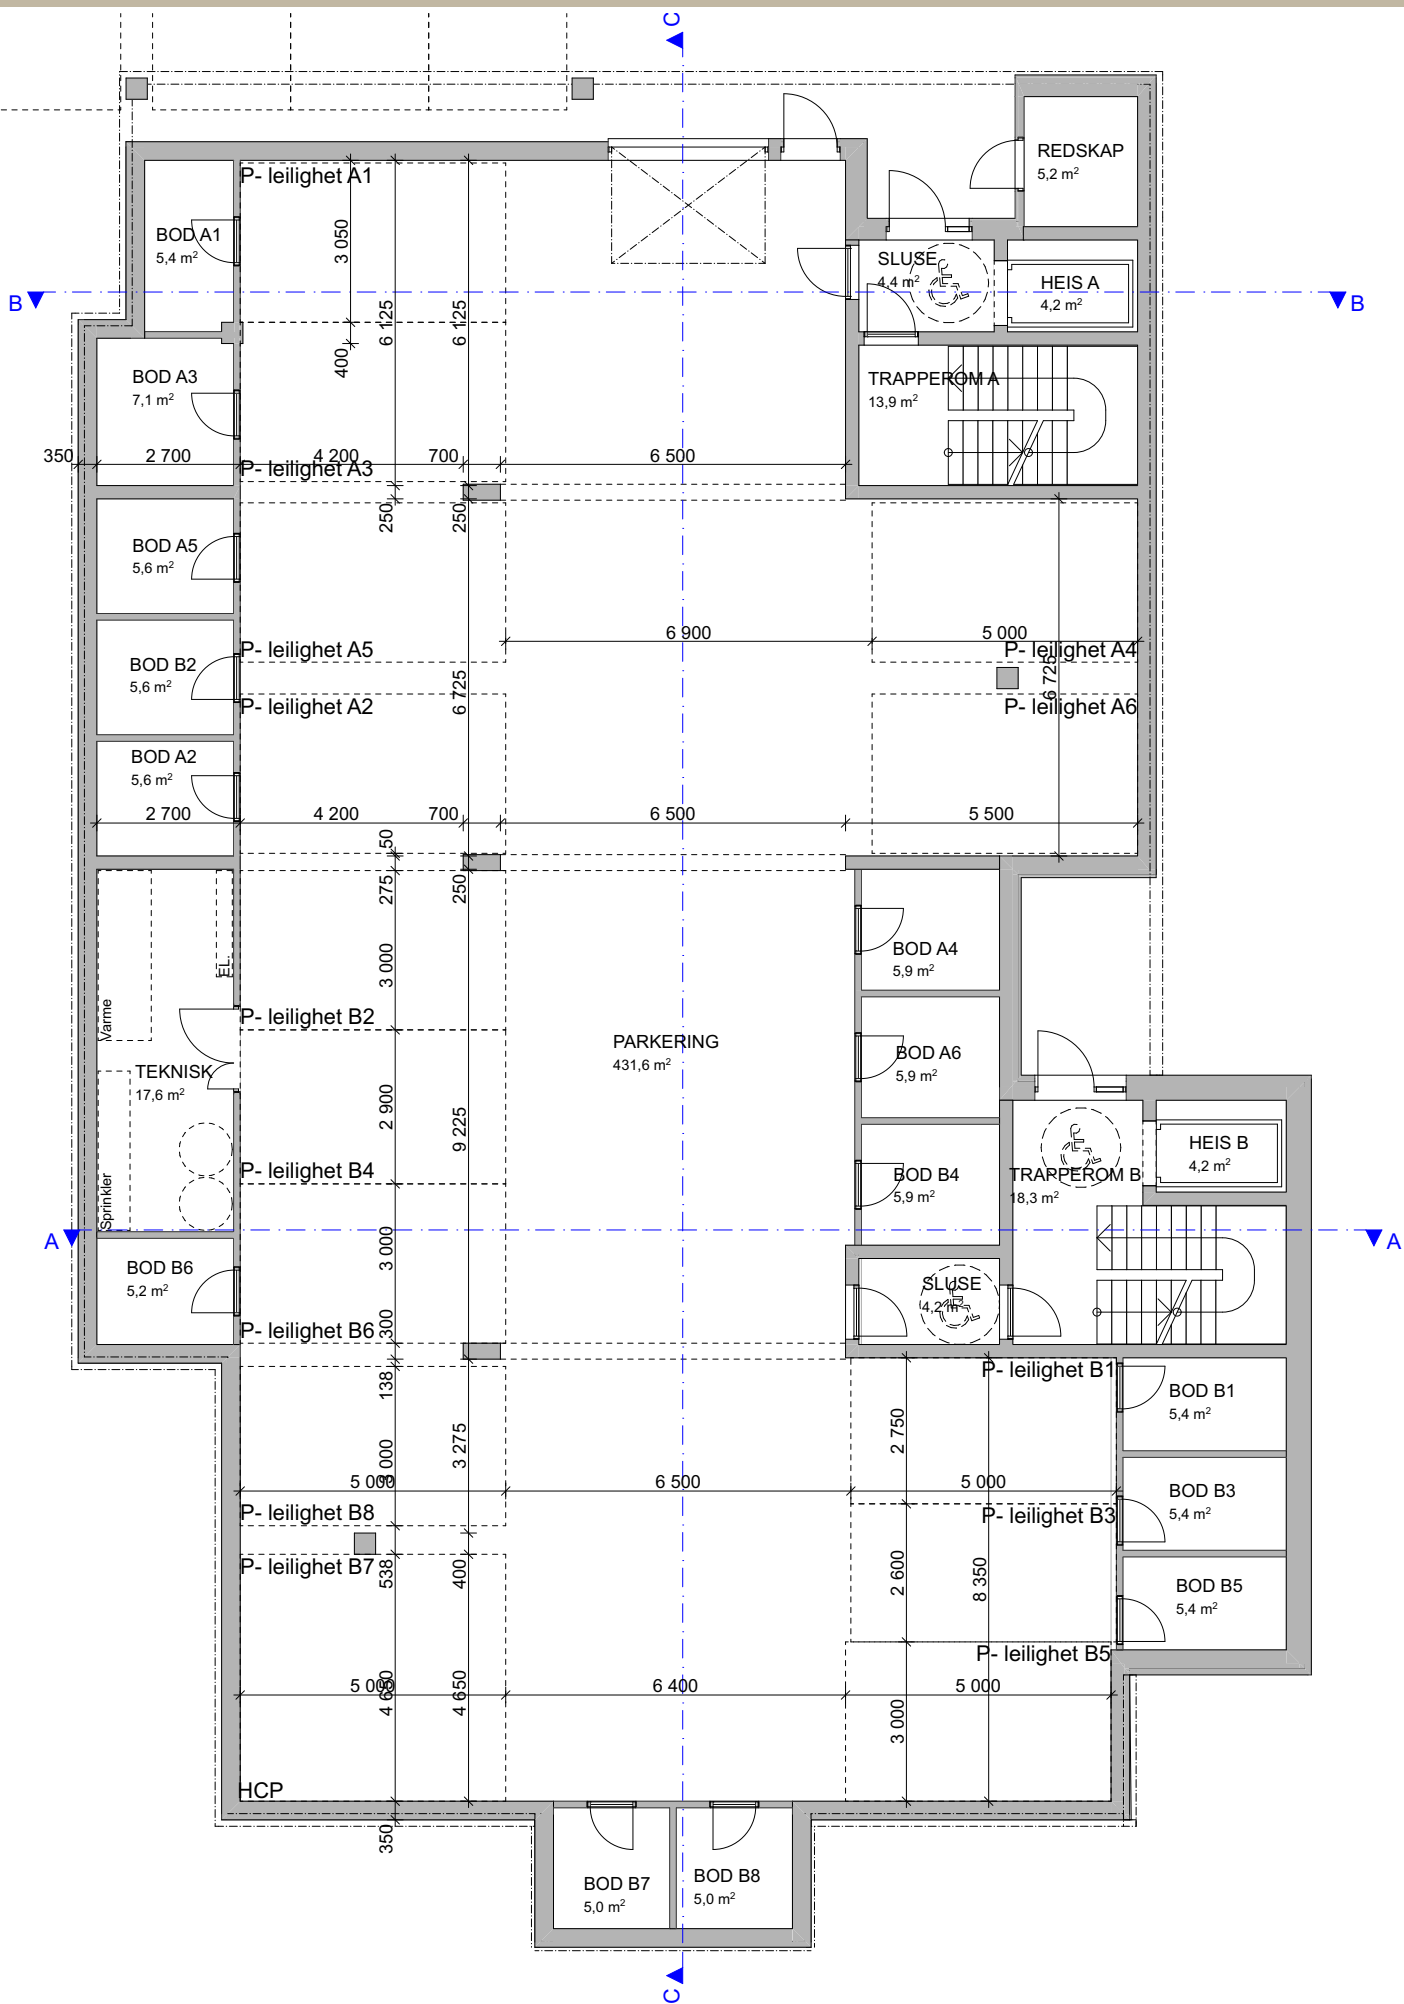 C
P- leilighet A1
REDSKAP
5,2 m²
BOD A1
5,4 m²
3 050
SLUSE
4,4 m²
HEIS A
4,2 m²
B
B
6 125
6 125
400
BOD A3
7,1 m²
TRAPPEROM A
13,9 m²
350
2 700
4 200
700
6 500
P- leilighet A3
250
250
BOD A5
5,6 m²
6 900
5 000
P- leilighet A5
P- leilighet A4
BOD B2
5,6 m²
6 725
6 725
P- leilighet A2
P- leilighet A6
BOD A2
5,6 m²
2 700
4 200
700
6 500
5 500
50
275
250
BOD A4
5,9 m²
EL.
3 000
Varme
P- leilighet B2
PARKERING
431,6 m²
BOD A6
5,9 m²
TEKNISK
17,6 m²
2 900
9 225
HEIS B
4,2 m²
P- leilighet B4
BOD B4
5,9 m²
TRAPPEROM B
18,3 m²
Sprinkler
A
A
3 000
BOD B6
5,2 m²
SLUSE
4,2 m²
P- leilighet B6
300
P- leilighet B1
138
BOD B1
5,4 m²
2 750
3 275
3 000
5 000
6 500
5 000
BOD B3
5,4 m²
P- leilighet B8
P- leilighet B3
P- leilighet B7
538
400
2 600
8 350
BOD B5
5,4 m²
P- leilighet B5
5 000
4 650
4 650
6 400
5 000
3 000
HCP
350
BOD B7
5,0 m²
BOD B8
5,0 m²
C